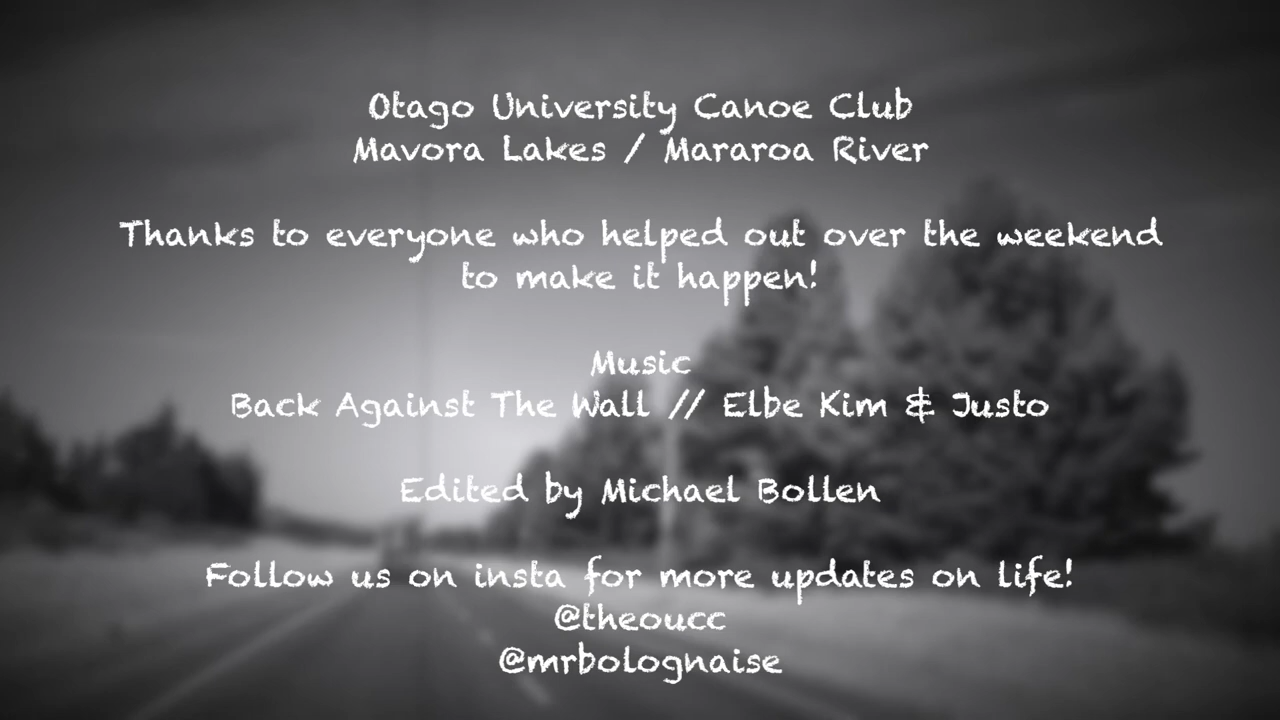 Otago University Canoe Club
Mavora Lakes / Mararoa River
Thanks to everyone who helped out over the weekend
to make it happen!
Music
Back Against The Wall // Elbe Kim & Justo
Edited by Michael Bollen
Follow us on insta for more updates on life!
@theoucc
@mrbolognaise